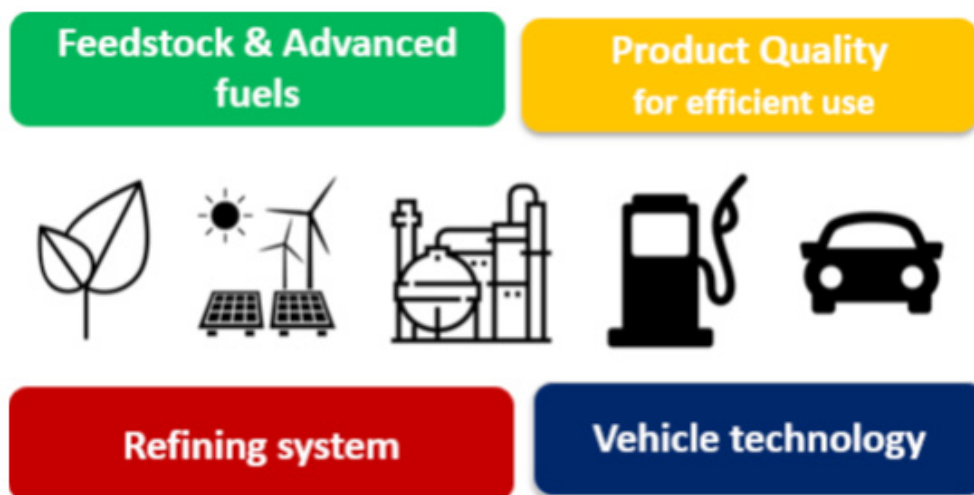 Feedstock & Advanced
fuels
Product Quality
for efficient use
Refining system
Vehicle technology